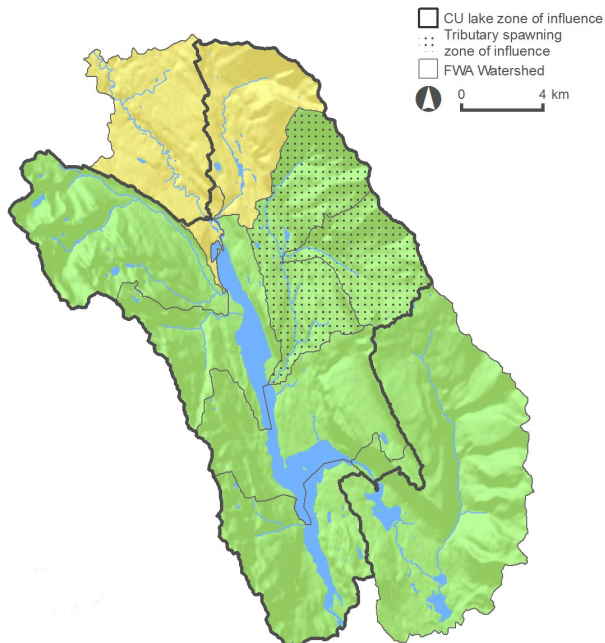 CU lake zone of influence
Tributary spawning
zone of influence
FWA Watershed
0 4 km